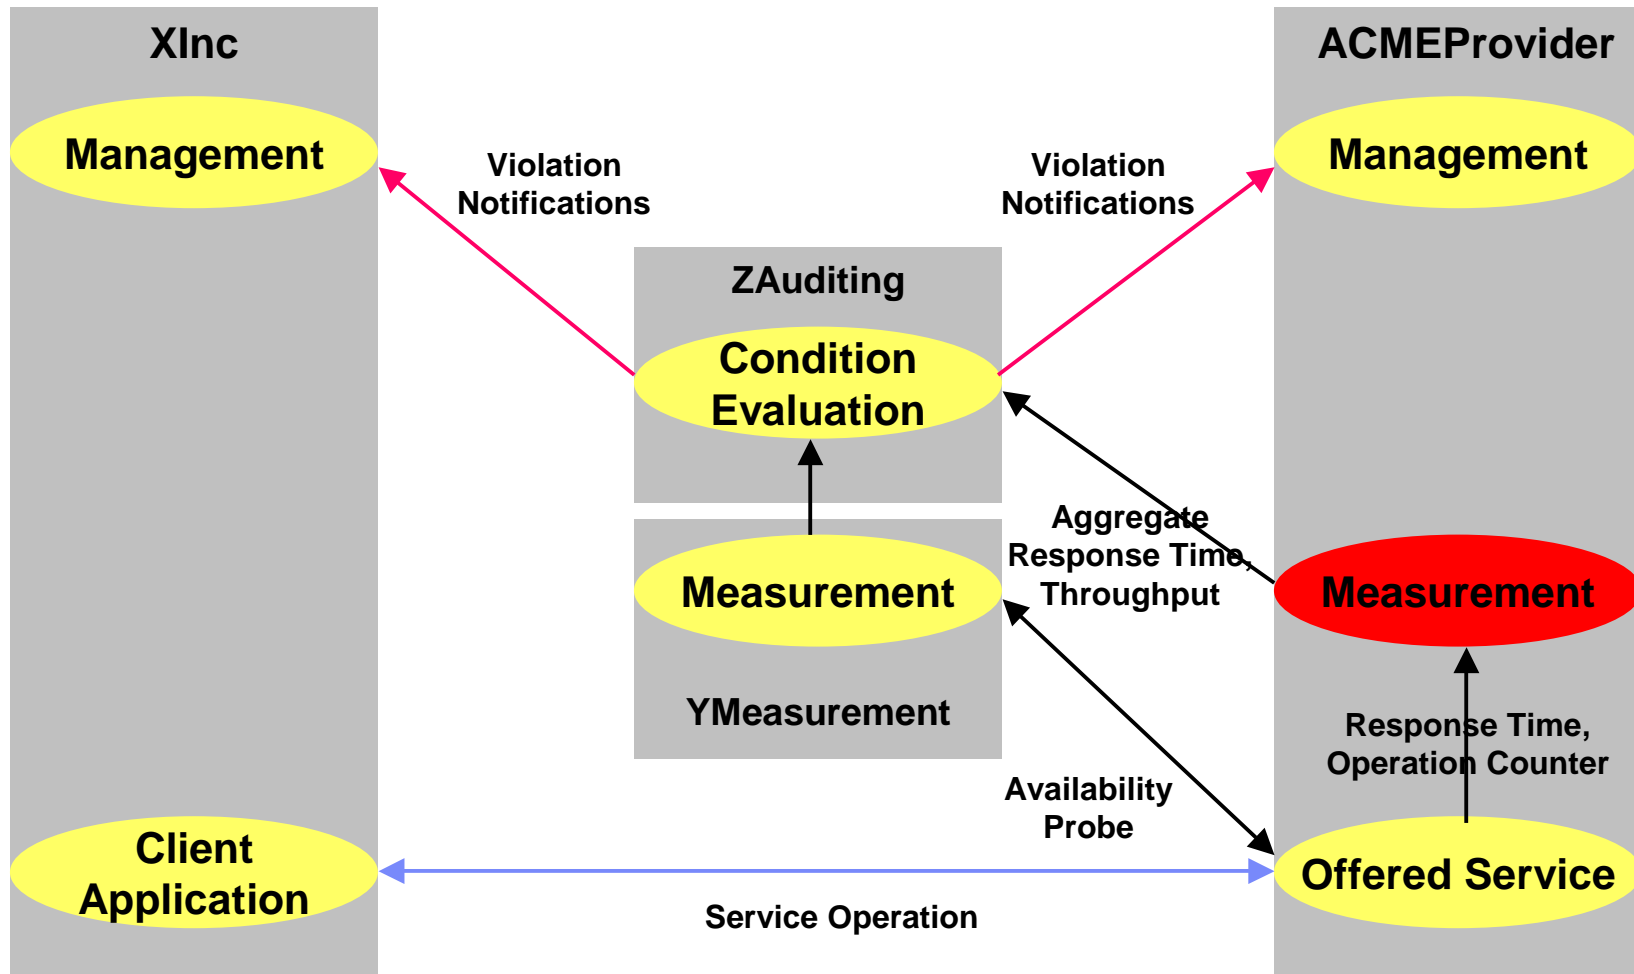 XInc
ACMEProvider
Management
Management
Violation
Notifications
Violation
Notifications
ZAuditing
Condition
Evaluation
Aggregate
Response Time,
Throughput
Measurement
Measurement
YMeasurement
Response Time,
Operation Counter
Availability
Probe
Client
Application
Offered Service
Service Operation